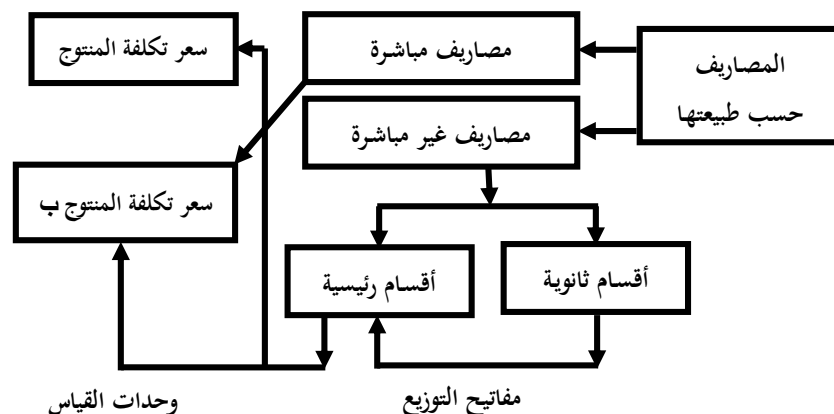 المصاريف
حسب طبيعتها
مصاريف مباشرة
سعر تكلفة المنتوج
مصاريف غير مباشرة
سعر تكلفة المنتوج ب
أقسام ثانوية
أقسام رئيسية
مفاتيح التوزيع
وحدات القياس